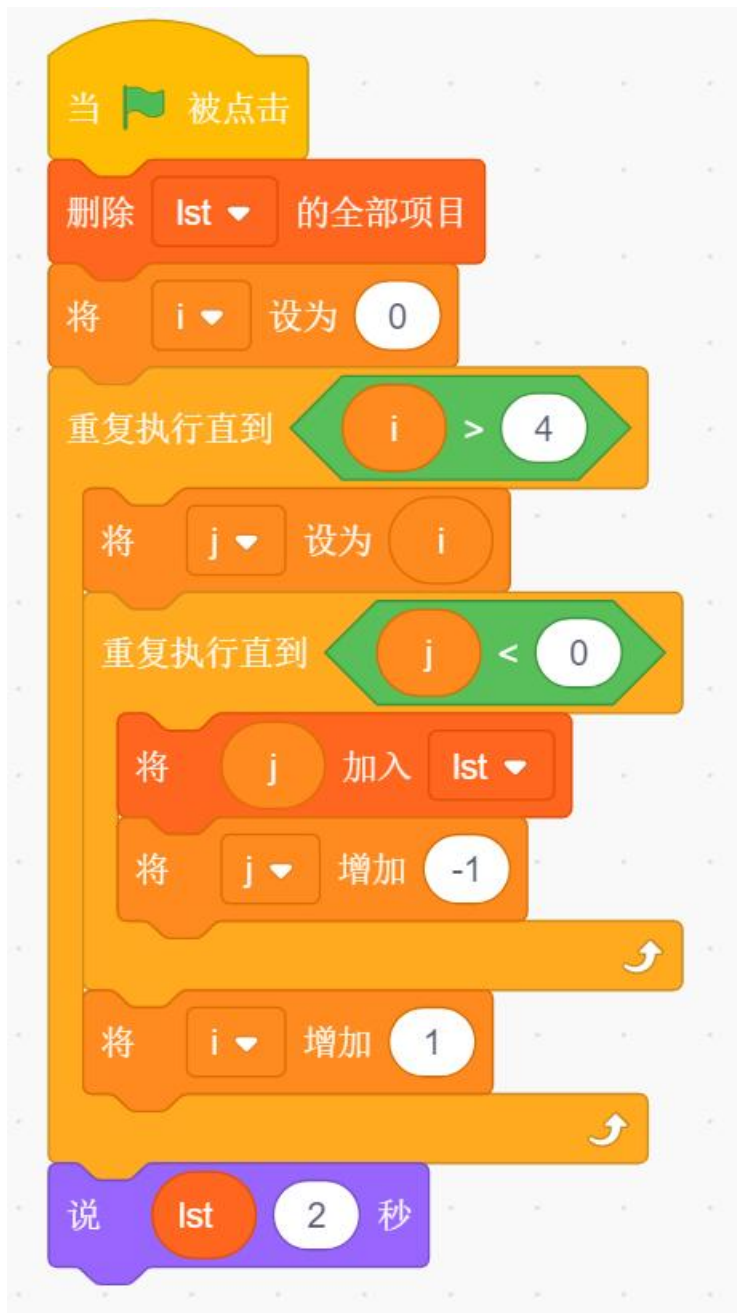 当 被点击
删除 lst 的全部项目
将 i 设为 0
重复执行直到 i > 4
将 j 设为 i
重复执行直到 j < 0
将 j 加入 lst
将 j 增加 -1
将 i 增加 1
说 lst 2 秒